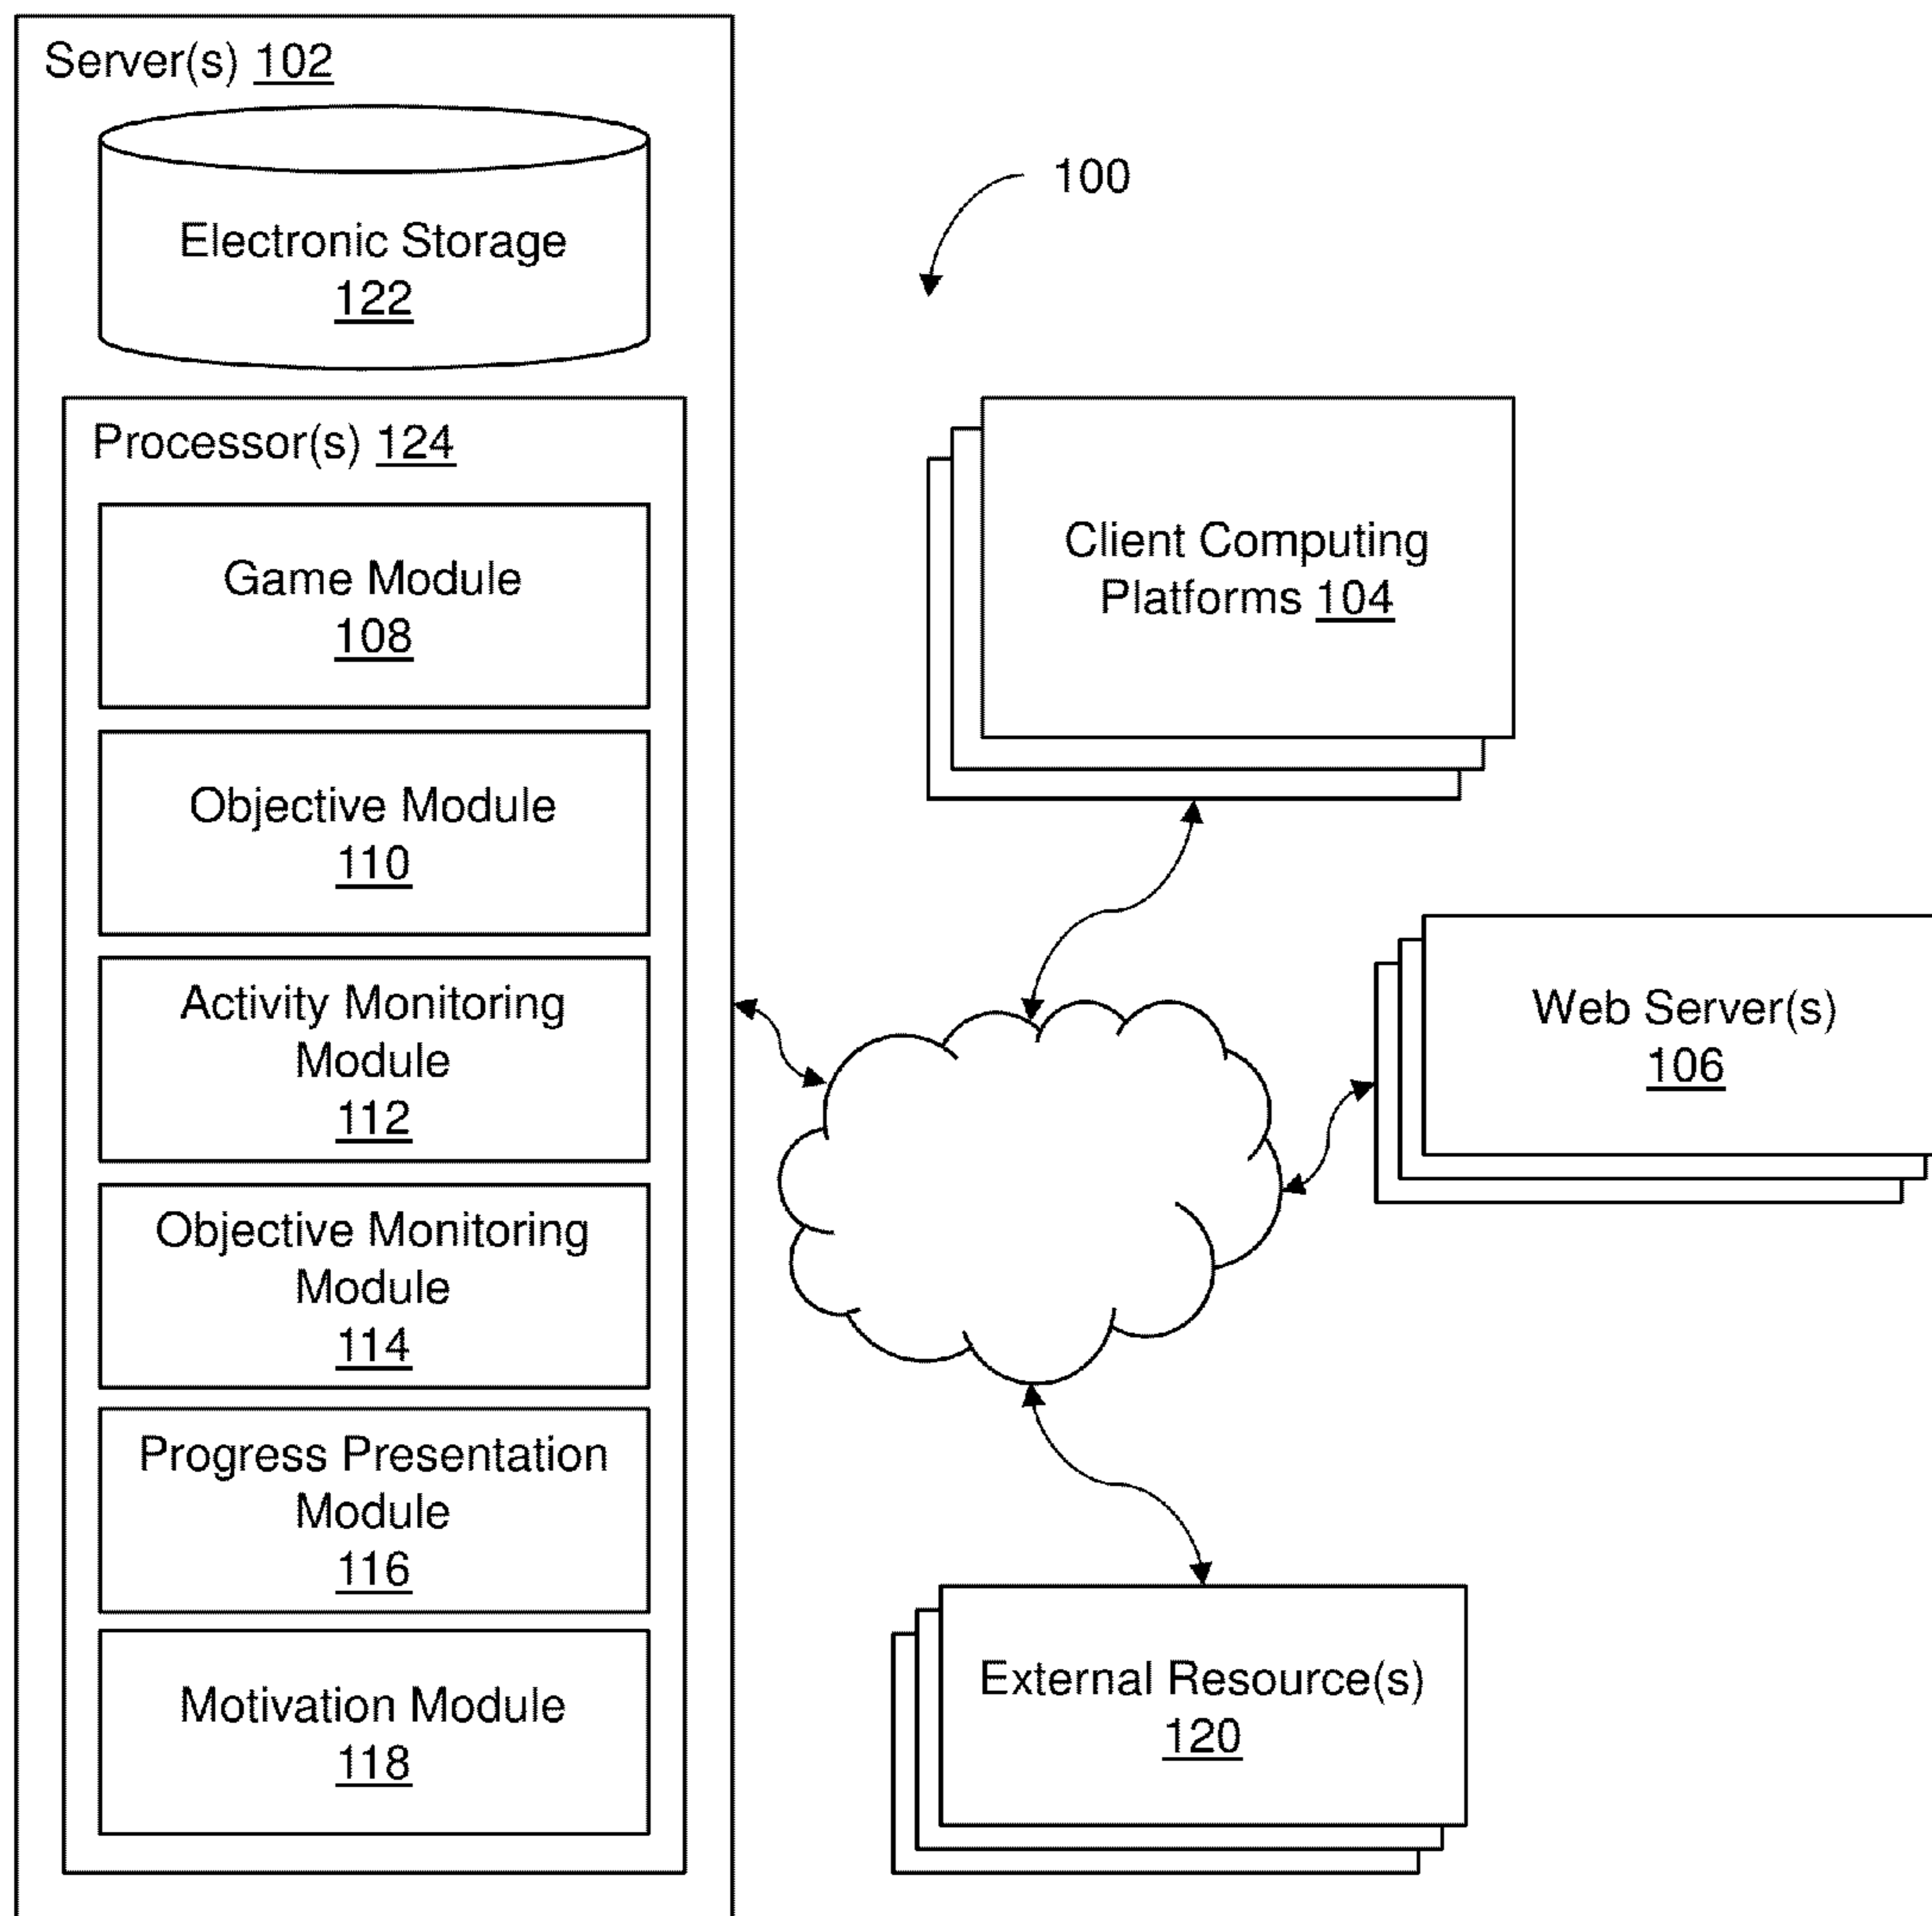 Server(s) 102
Electronic Storage
122
Processor(s) 124
Game Module
108
Objective Module
110
Activity Monitoring
Module
112
Objective Monitoring
Module
114
Progress Presentation
Module
116
Motivation Module
118
100
Client Computing
Platforms 104
Web Server(s)
106
External Resource(s)
120